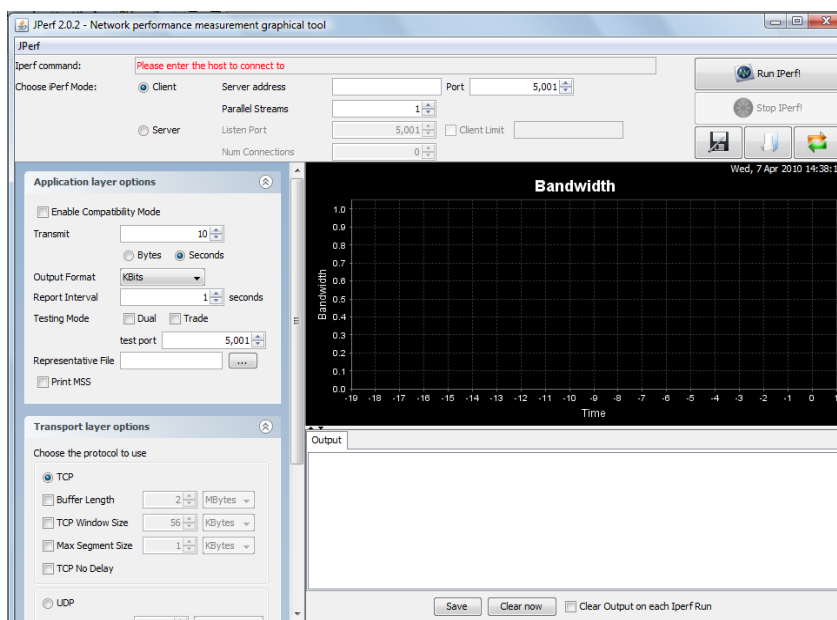 JPerf 2.0.2 - Network performance measurement graphical tool
JPerf
Iperf command: Please enter the host to connect to
Choose iPerf Mode: Client Server address Port 5,001
Parallel Streams 1
Server Listen Port 5,001 Client Limit
Num Connections 0
Run IPerf!
Stop IPerf!
Application layer options
Enable Compatibility Mode
Transmit 10
Bytes Seconds
Output Format KBits
Report Interval 1 seconds
Testing Mode Dual Trade
test port 5,001
Representative File ...
Print MSS
Transport layer options
Choose the protocol to use
TCP
Buffer Length 2 MBytes
TCP Window Size 56 KBytes
Max Segment Size 1 KBytes
TCP No Delay
UDP
Wed, 7 Apr 2010 14:38:1
Bandwidth
1.0
0.9
0.8
0.7
0.6
0.5
0.4
0.3
0.2
0.1
0.0
Bandwidth
-19 -18 -17 -16 -15 -14 -13 -12 -11 -10 -9 -8 -7 -6 -5 -4 -3 -2 -1 0 1
Time
Output
Save Clear now Clear Output on each Iperf Run